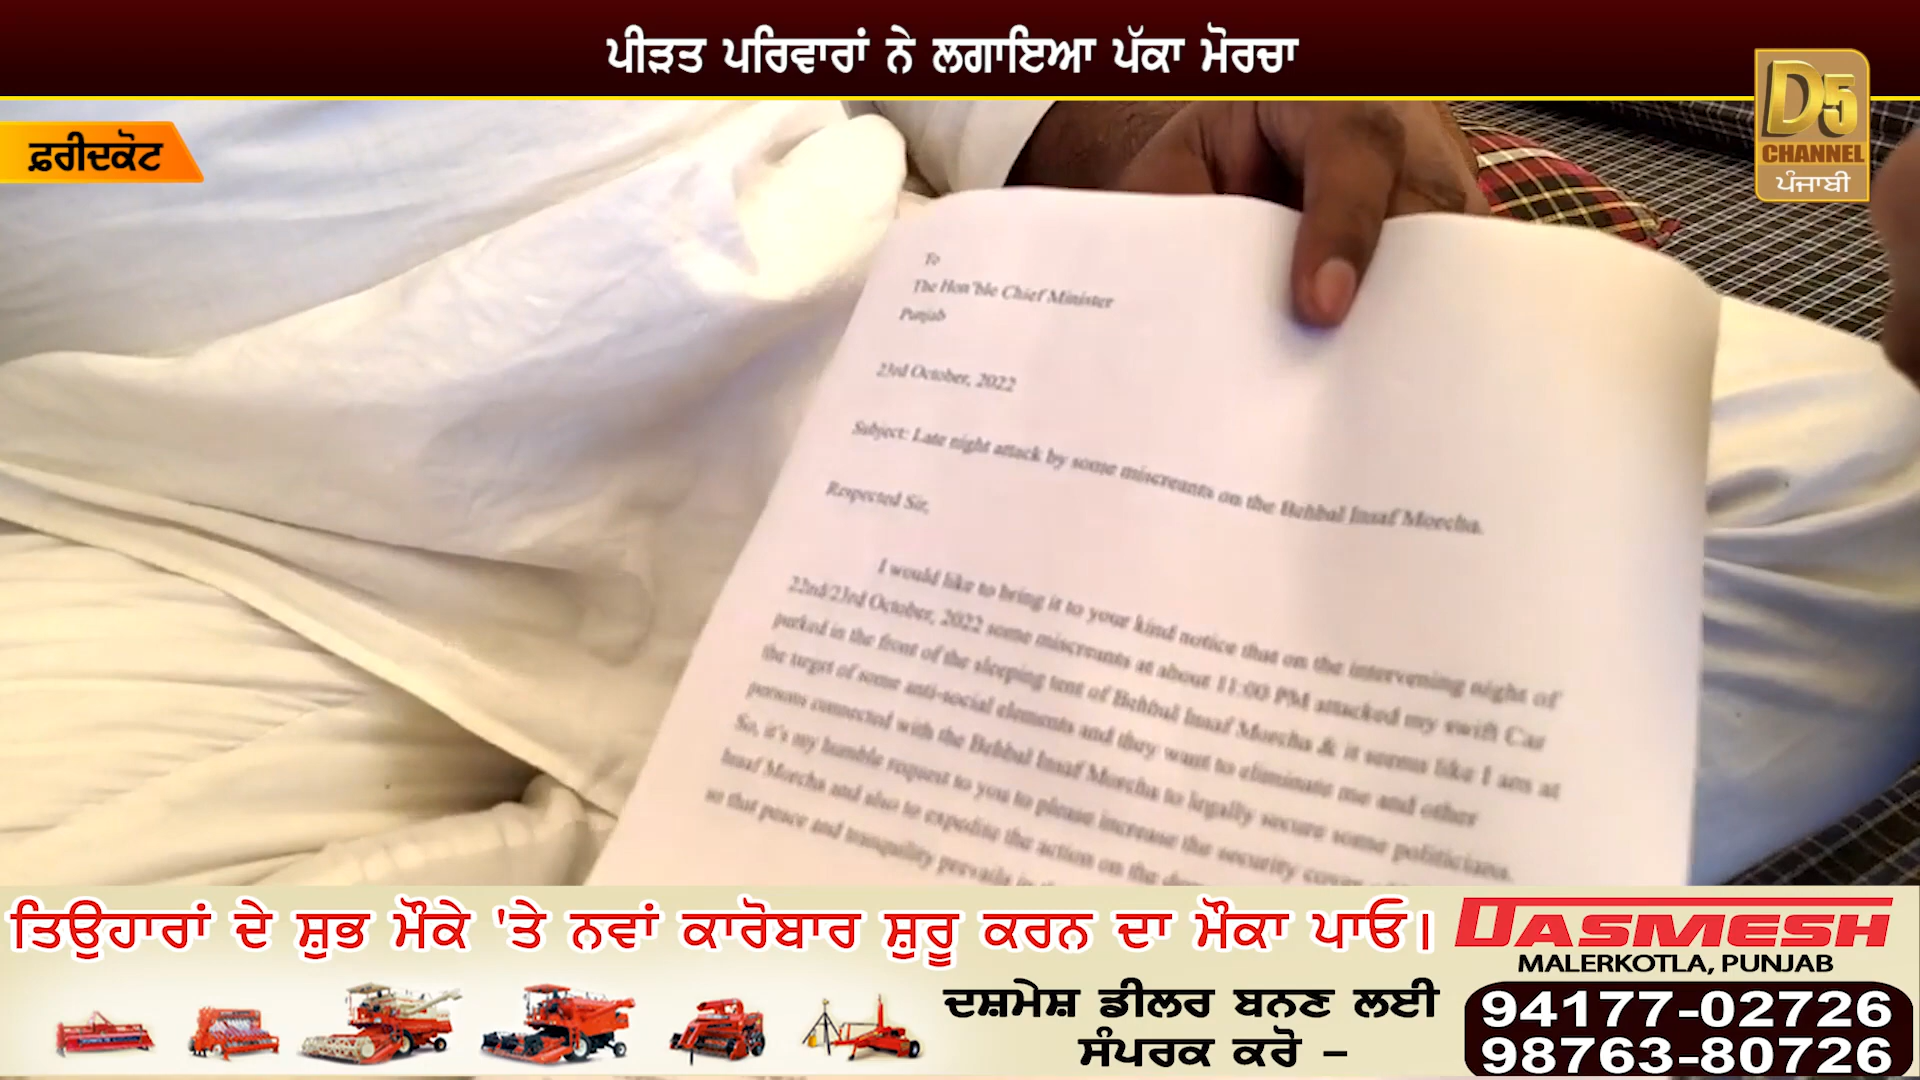 ਪੀੜਤ ਪਰਿਵਾਰਾਂ ਨੇ ਲਗਾਇਆ ਪੱਕਾ ਮੋਰਚਾ
D5
CHANNEL
ਪੰਜਾਬੀ
ਫ਼ਰੀਦਕੋਟ
To
The Hon'ble Chief Minister
Punjab
23rd October, 2022
Subject: Late night attack by some miscreants on the Behbal Insaf Morcha.
Respected Sir,
I would like to bring it to your kind notice that on the intervening night of
22nd/23rd October, 2022 some miscreants at about 11:00 PM attacked my swift Car
parked in the front of the sleeping tent of Behbal Insaf Morcha & it seems like I am at
the target of some anti-social elements and they want to eliminate me and other
persons connected with the Behbal Insaf Morcha to legally secure some politicians.
So, it's my humble request to you to please increase the security cover
Insaf Morcha and also to expedite the action on the
so that peace and tranquility prevails in
ਤਿਉਹਾਰਾਂ ਦੇ ਸ਼ੁਭ ਮੌਕੇ 'ਤੇ ਨਵਾਂ ਕਾਰੋਬਾਰ ਸ਼ੁਰੂ ਕਰਨ ਦਾ ਮੌਕਾ ਪਾਓ।
DASMESH
MALERKOTLA, PUNJAB
ਦਸ਼ਮੇਸ਼ ਡੀਲਰ ਬਨਣ ਲਈ
ਸੰਪਰਕ ਕਰੋ –
94177-02726
98763-80726